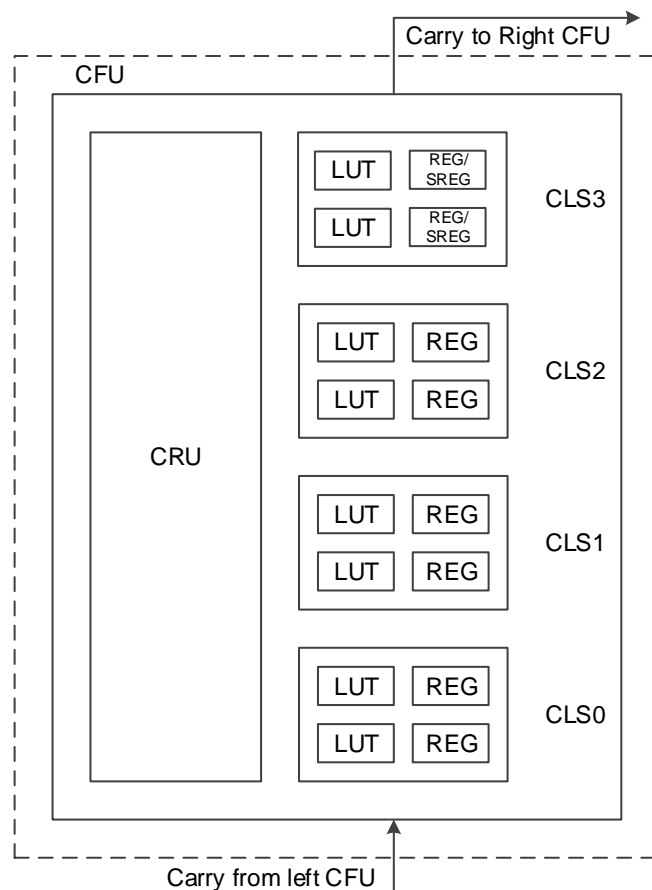 Carry to Right CFU
CFU
LUT REG/
SREG
LUT REG/
SREG
CLS3
LUT REG
LUT REG
CLS2
CRU
LUT REG
LUT REG
CLS1
LUT REG
LUT REG
CLS0
Carry from left CFU